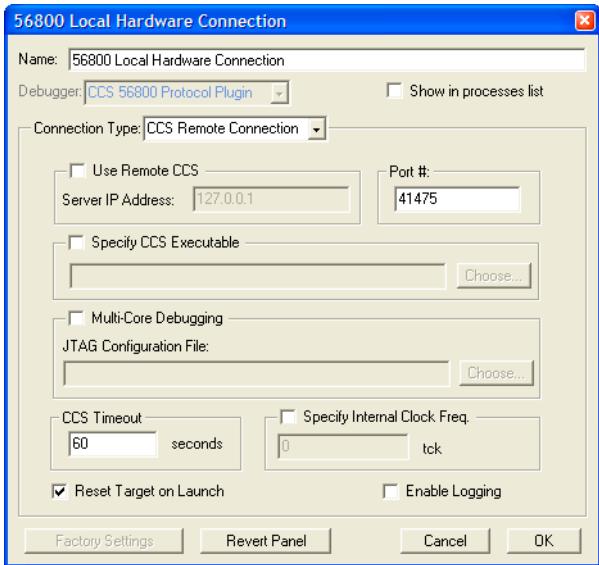 56800 Local Hardware Connection
Name: 56800 Local Hardware Connection
Debugger: CCS 56800 Protocol Plugin Show in processes list
Connection Type: CCS Remote Connection
Use Remote CCS Port #:
Server IP Address: 127.0.0.1 41475
Specify CCS Executable
Choose...
Multi-Core Debugging
JTAG Configuration File:
Choose...
CCS Timeout Specify Internal Clock Freq.
60 seconds 0 tck
Reset Target on Launch Enable Logging
Factory Settings Revert Panel Cancel OK